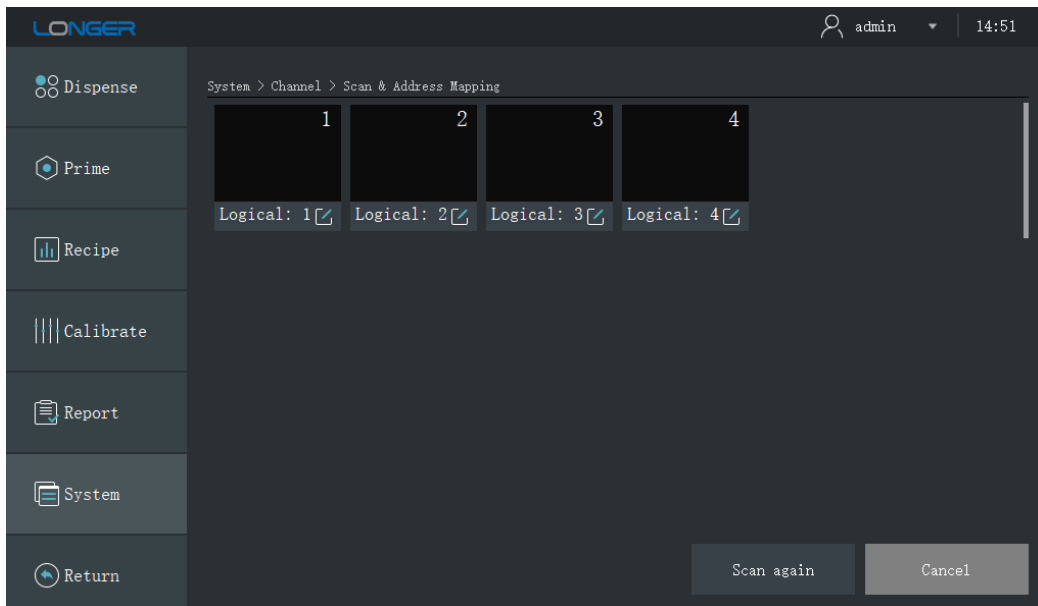 LONGER
admin
14:51
Dispense
Prime
Recipe
Calibrate
Report
System
Return
System > Channel > Scan & Address Mapping
1 2 3 4
Logical: 1 Logical: 2 Logical: 3 Logical: 4
Scan again Cancel